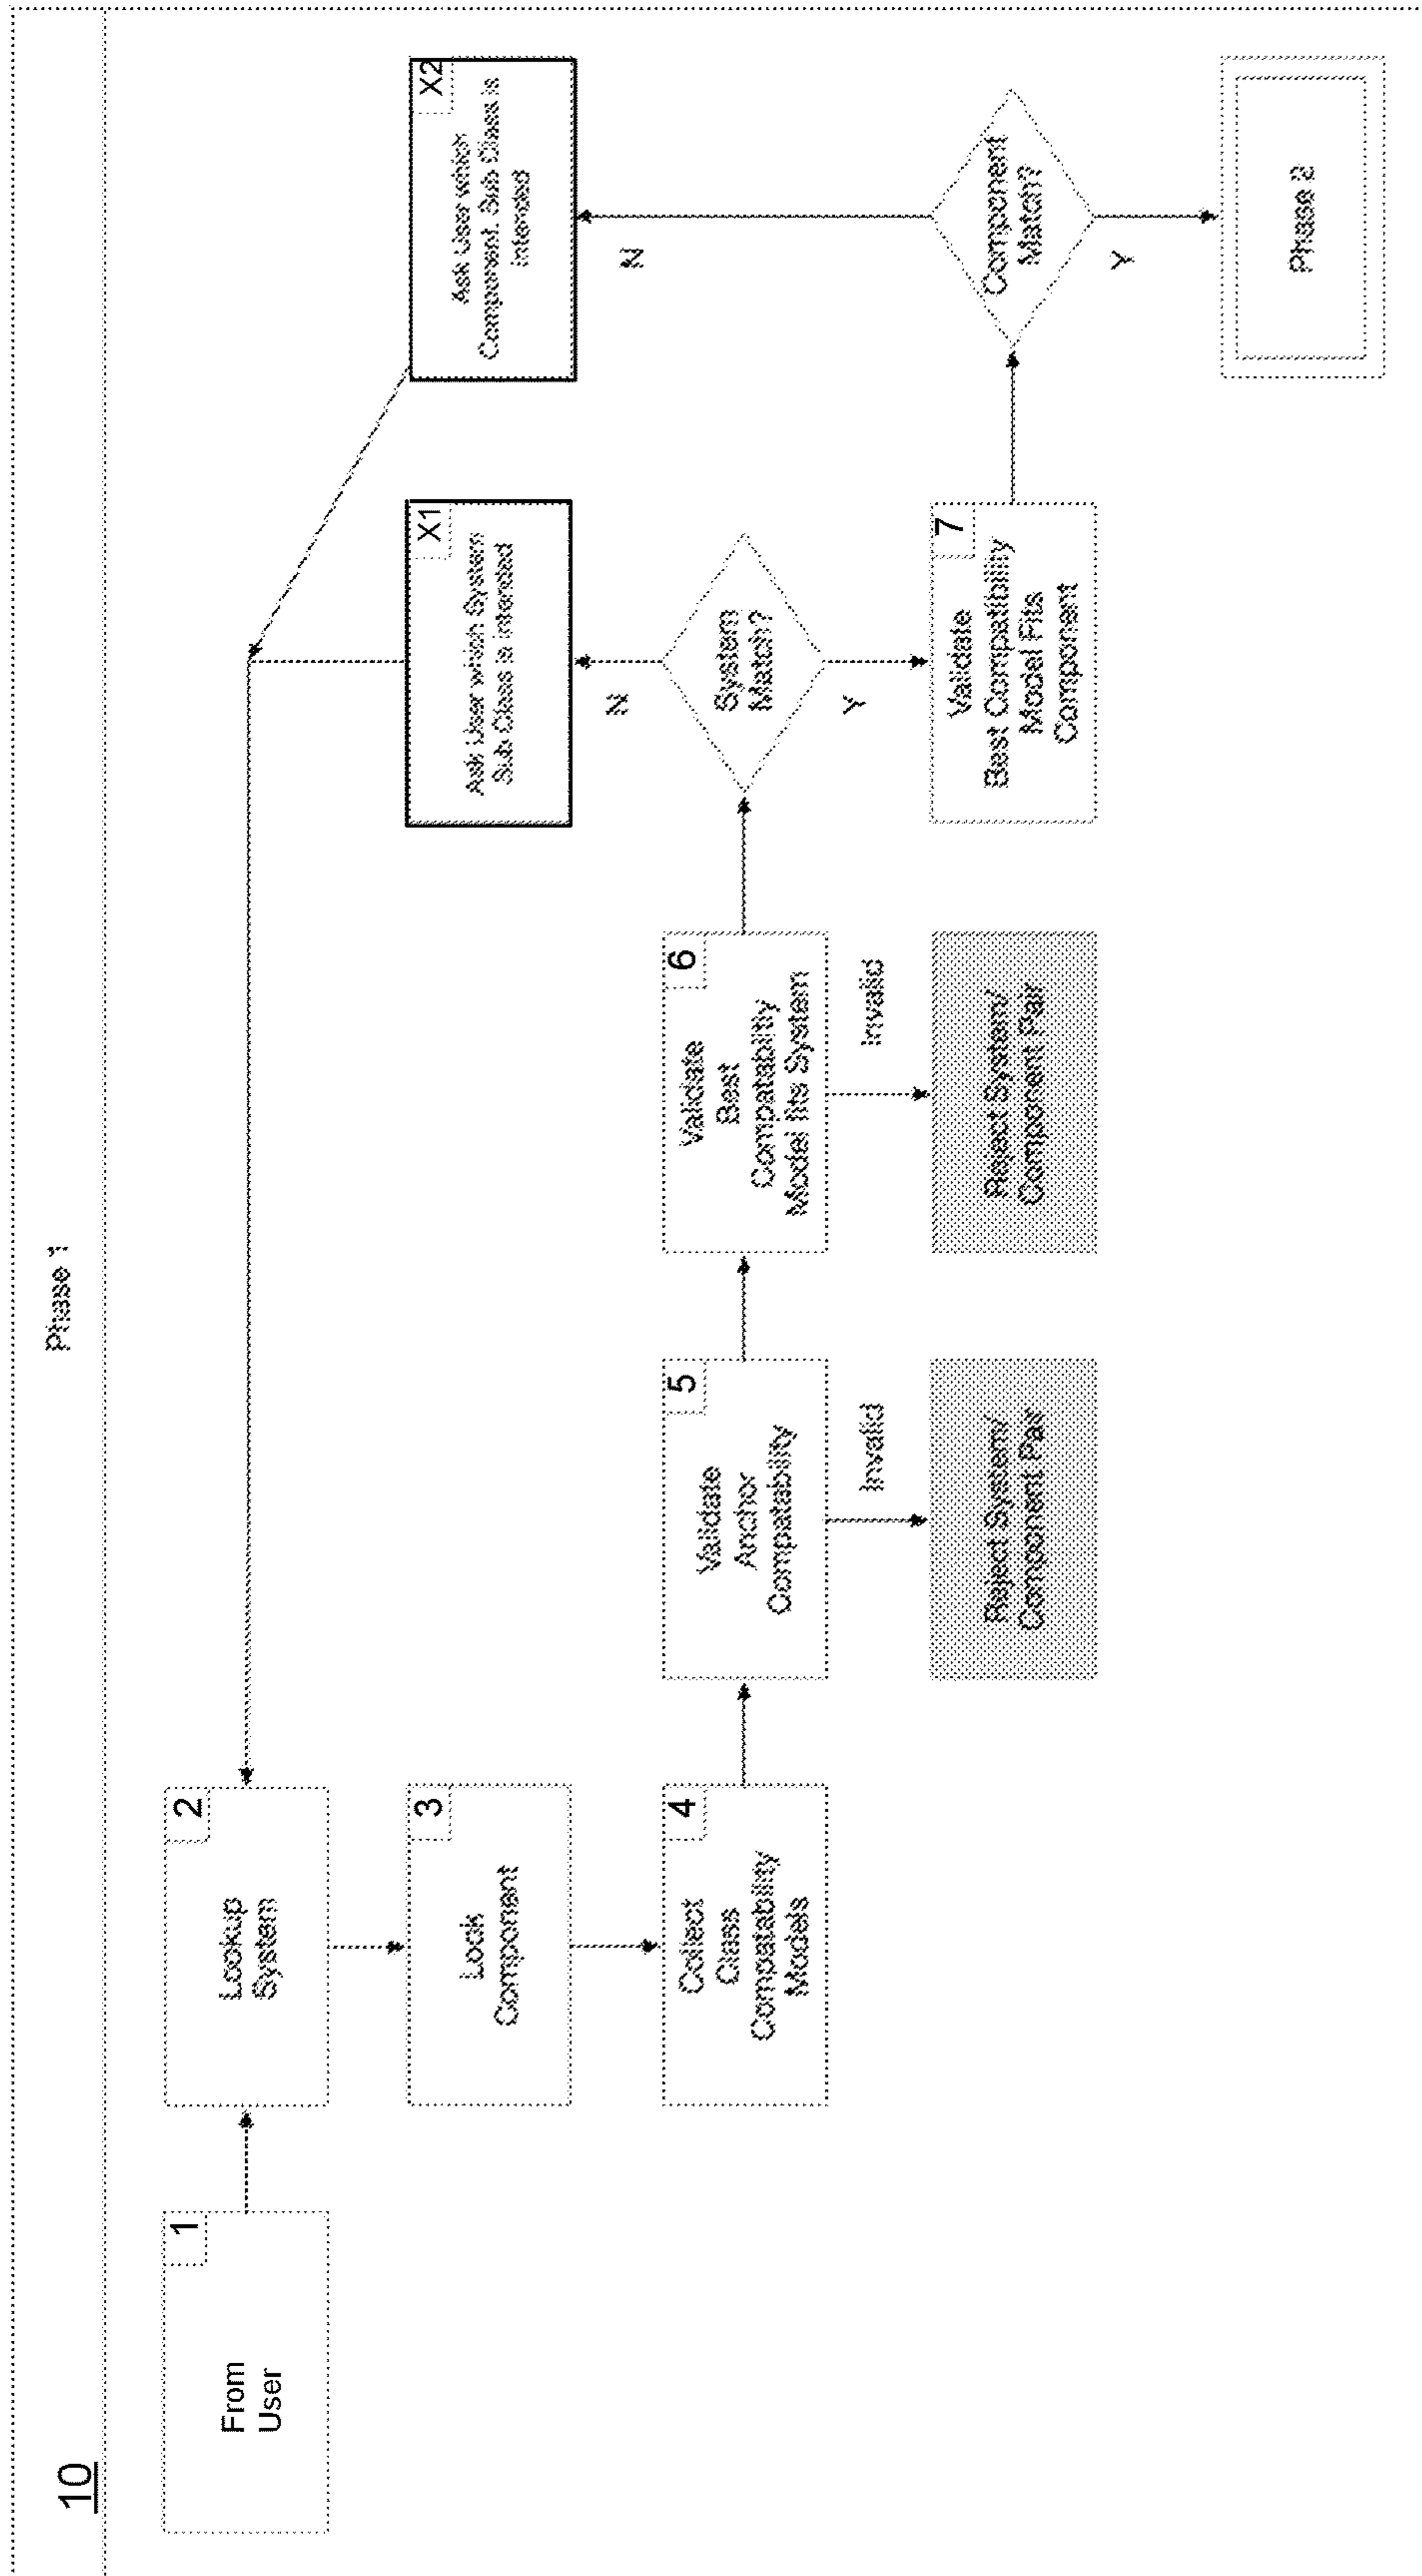 10
Phase 1
From
User
1
Lookup
System
2
Look
Component
3
Collect
Class
Compatability
Models
4
Validate
Anchor
Compatability
5
Invalid
Reject System/
Component Pair
Validate
Best
Compatability
Model fits System
6
Invalid
Reject System/
Component Pair
System
Match?
N
Y
Ask User which System
Sub Class is intended
X1
Validate
Best Compatibility
Model Fits
Component
7
Component
Match?
N
Y
Ask User which
Component. Sub Class is
intended
X2
Phase 2